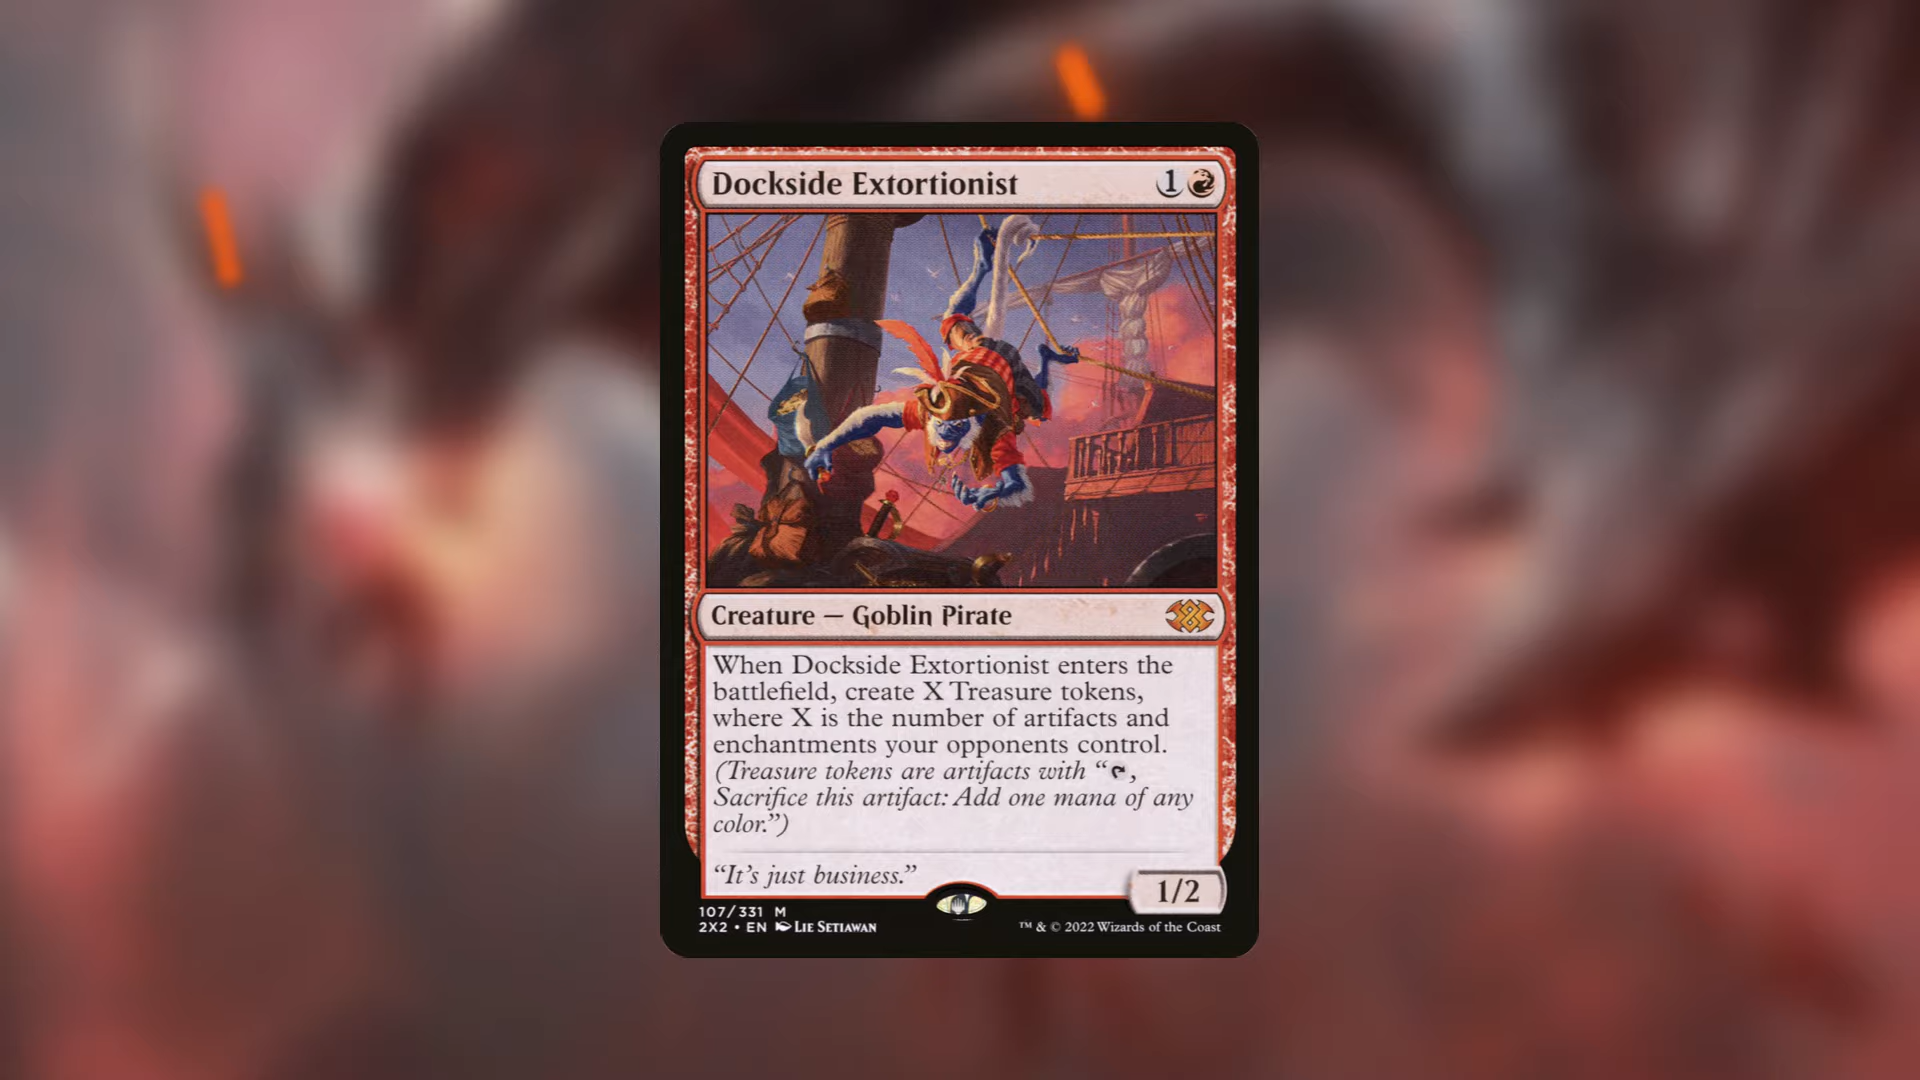 Dockside Extortionist 1
Creature — Goblin Pirate
When Dockside Extortionist enters the
battlefield, create X Treasure tokens,
where X is the number of artifacts and
enchantments your opponents control.
(Treasure tokens are artifacts with “,
Sacrifice this artifact: Add one mana of any
color.”)
“It’s just business.”
1/2
107/331 M
2X2 • EN Lie Setiawan
™ & © 2022 Wizards of the Coast